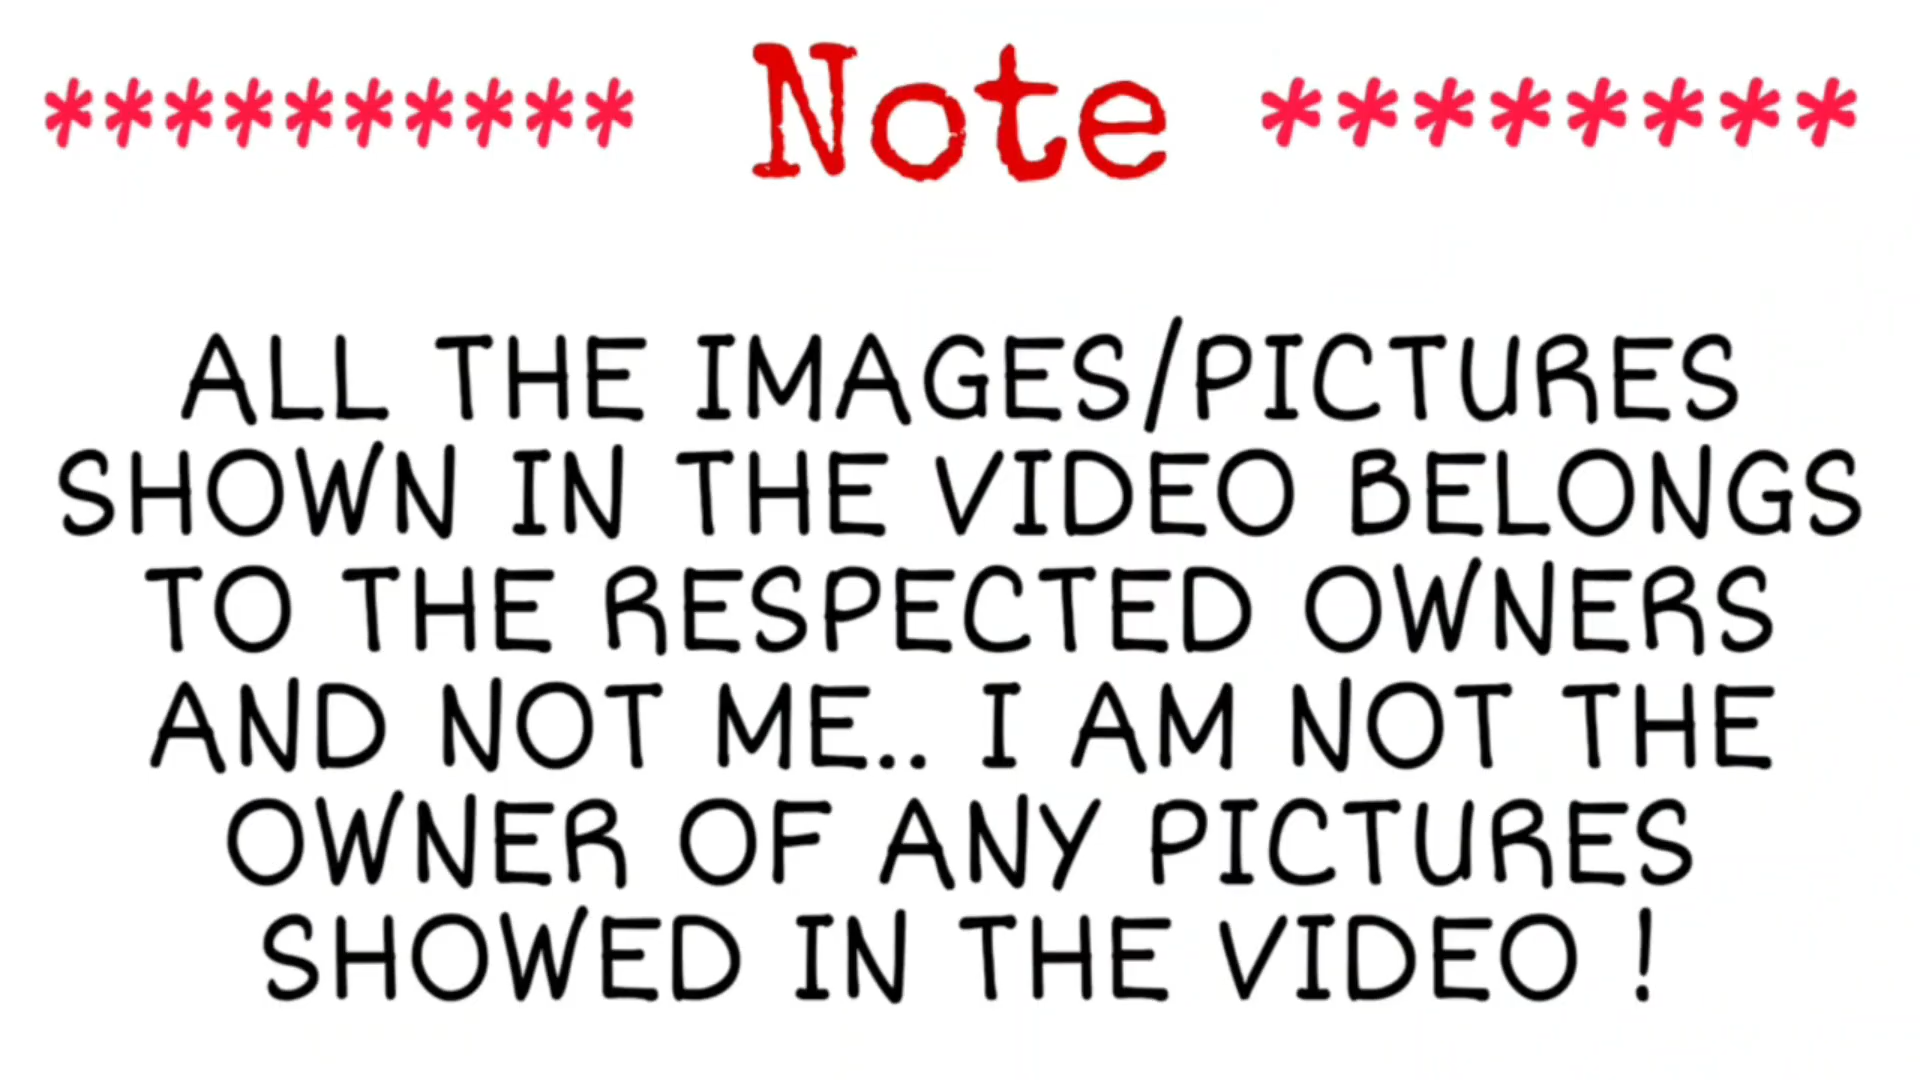 ********** Note ********
ALL THE IMAGES/PICTURES
SHOWN IN THE VIDEO BELONGS
TO THE RESPECTED OWNERS
AND NOT ME.. I AM NOT THE
OWNER OF ANY PICTURES
SHOWED IN THE VIDEO !